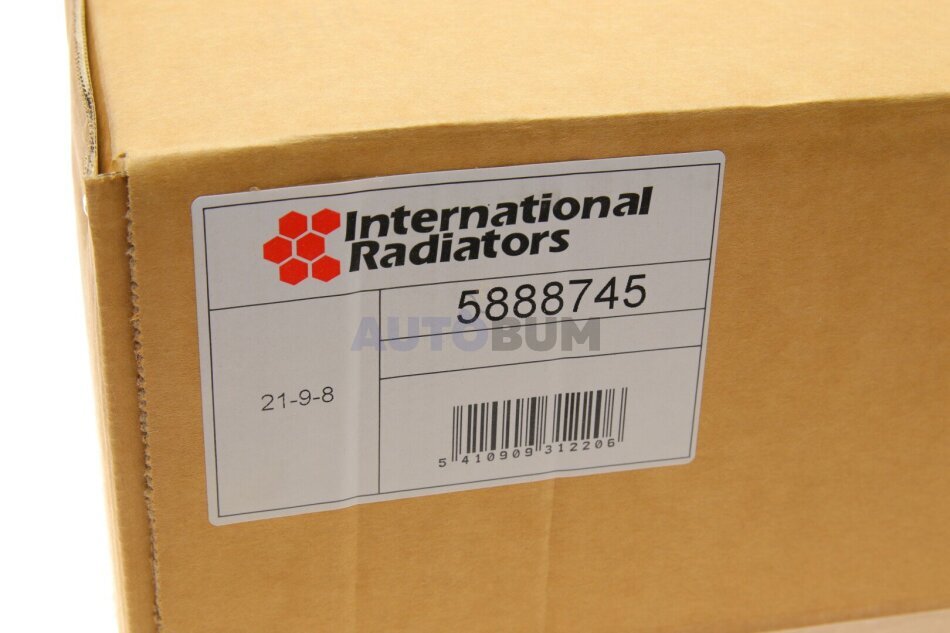 International
Radiators
5888745
AUTOBUM
21-9-8
5 410909 312206